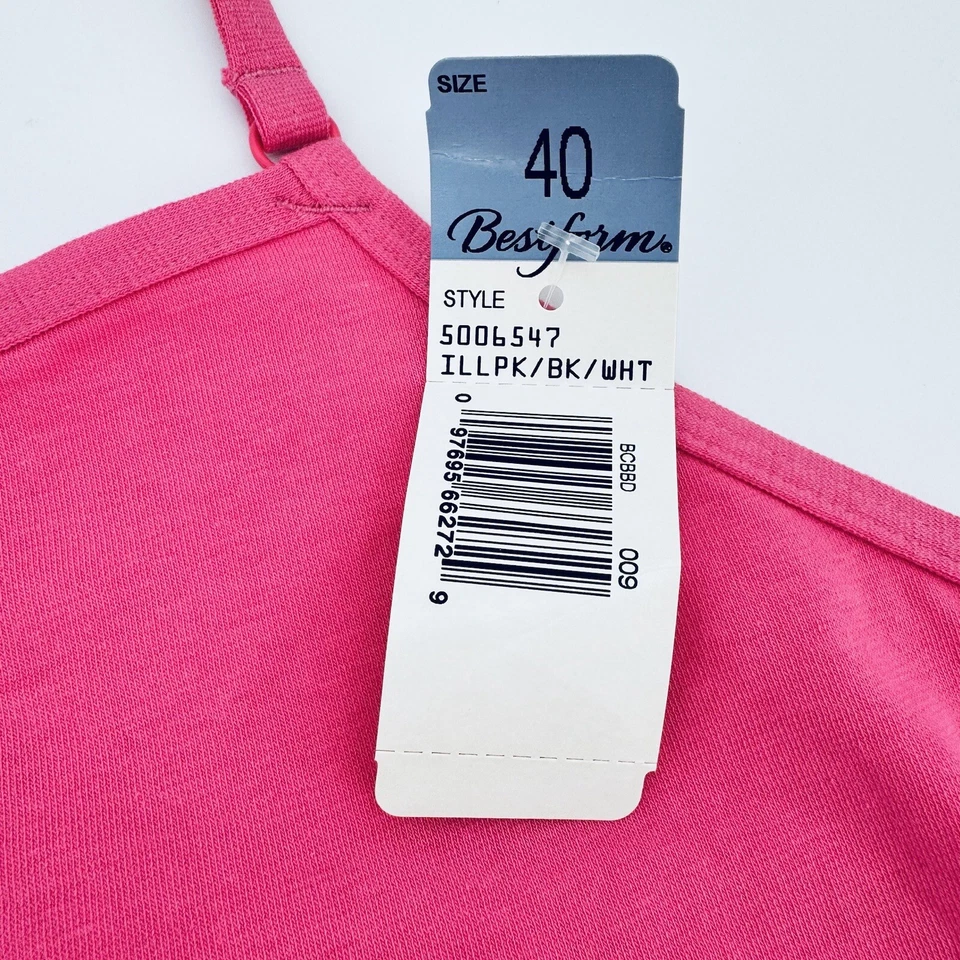 SIZE
40
Bestform®
STYLE
5006547
ILLPK/BK/WHT
BCBBD 009
0 97695 66272 9